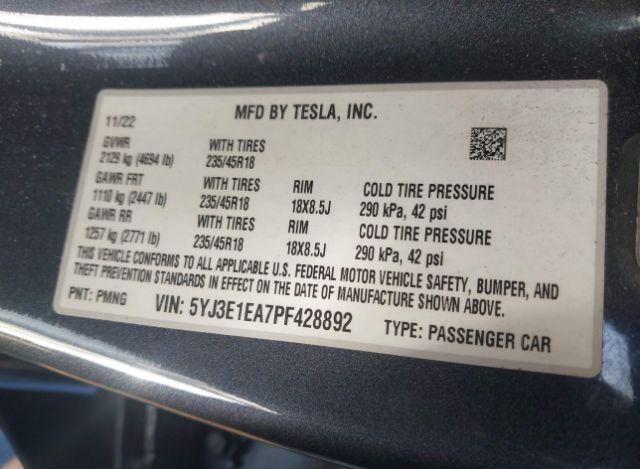 MFD BY TESLA, INC.
11/22
GVWR WITH TIRES
2129 kg (4694 lb) 235/45R18
GAWR FRT WITH TIRES RIM COLD TIRE PRESSURE
1110 kg (2447 lb) 235/45R18 18X8.5J 290 kPa, 42 psi
GAWR RR WITH TIRES RIM COLD TIRE PRESSURE
1257 kg (2771 lb) 235/45R18 18X8.5J 290 kPa, 42 psi
THIS VEHICLE CONFORMS TO ALL APPLICABLE U.S. FEDERAL MOTOR VEHICLE SAFETY, BUMPER, AND
THEFT PREVENTION STANDARDS IN EFFECT ON THE DATE OF MANUFACTURE SHOWN ABOVE.
PNT: PMNG VIN: 5YJ3E1EA7PF428892 TYPE: PASSENGER CAR